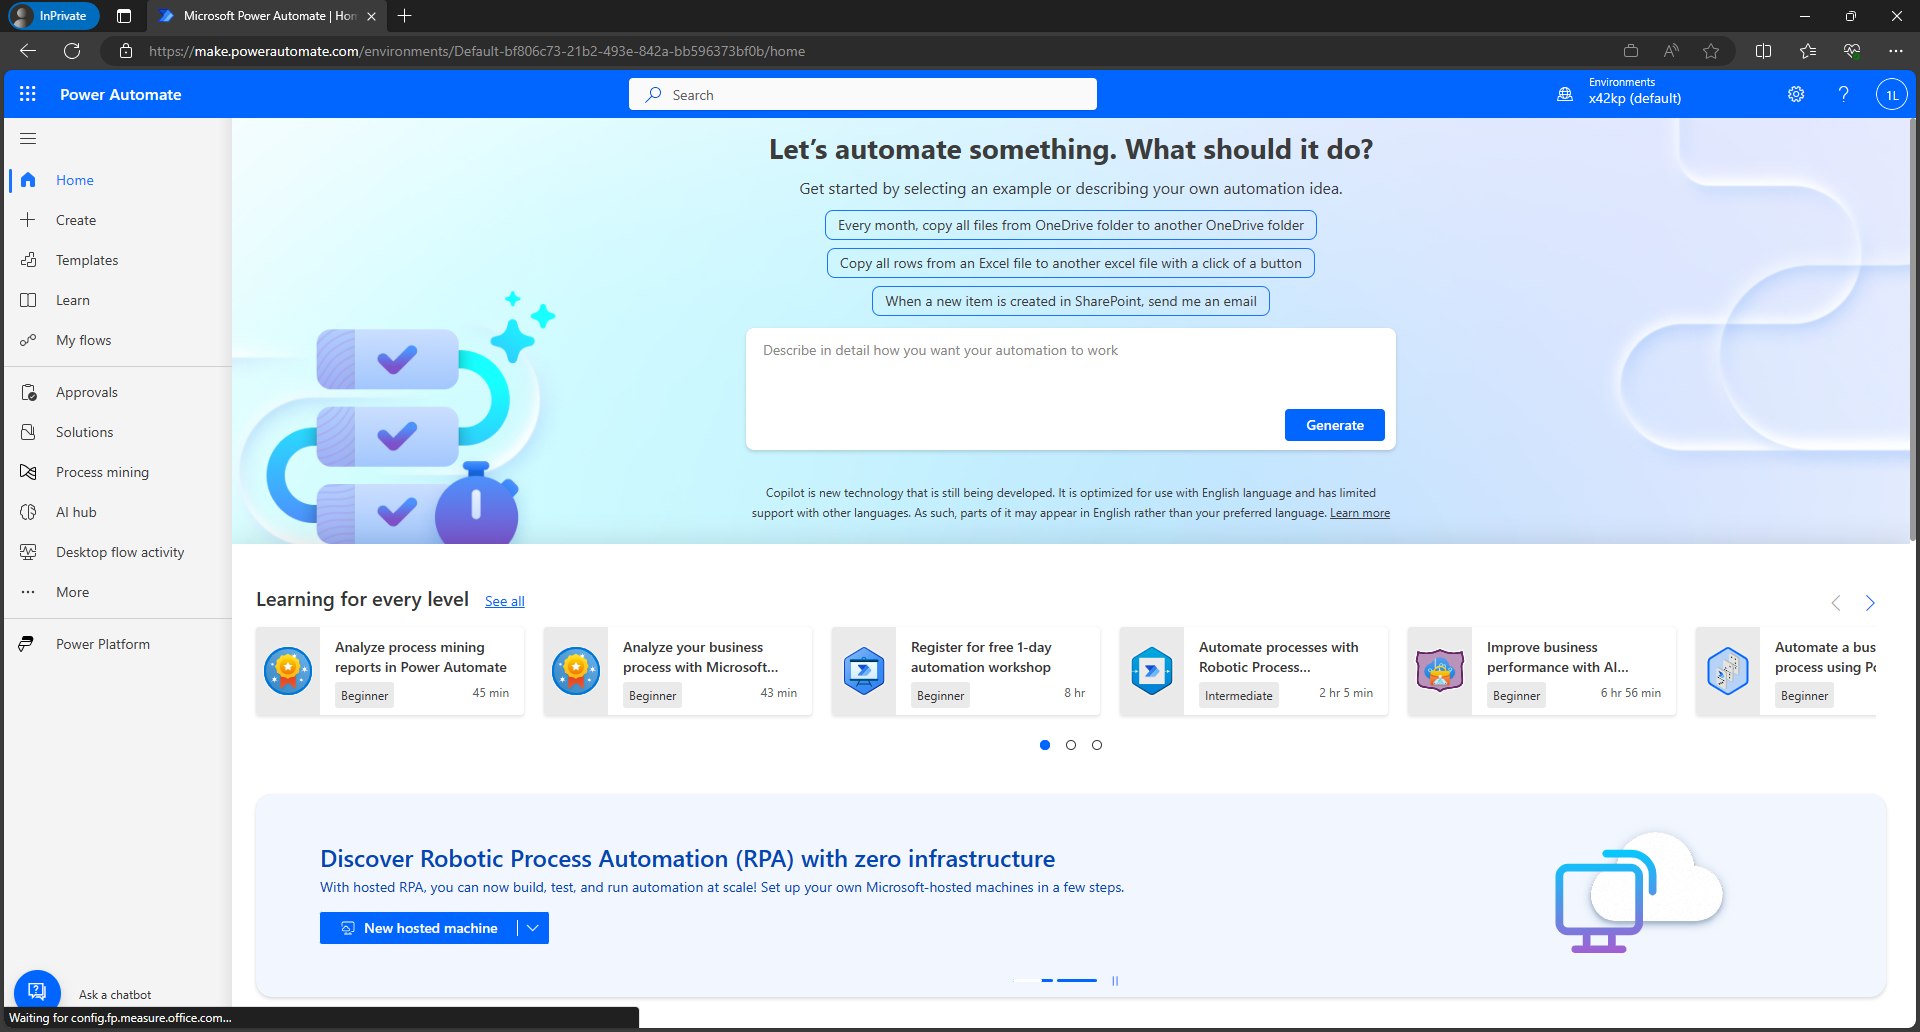 InPrivate
Microsoft Power Automate | Hom
https://make.powerautomate.com/environments/Default-bf806c73-21b2-493e-842a-bb596373bf0b/home
Power Automate
Search
Environments
x42kp (default)
1L
Home
Create
Templates
Learn
My flows
Approvals
Solutions
Process mining
AI hub
Desktop flow activity
More
Power Platform
Ask a chatbot
Waiting for config.fp.measure.office.com...
Let's automate something. What should it do?
Get started by selecting an example or describing your own automation idea.
Every month, copy all files from OneDrive folder to another OneDrive folder
Copy all rows from an Excel file to another excel file with a click of a button
When a new item is created in SharePoint, send me an email
Describe in detail how you want your automation to work
Generate
Copilot is new technology that is still being developed. It is optimized for use with English language and has limited
support with other languages. As such, parts of it may appear in English rather than your preferred language. Learn more
Learning for every level See all
Analyze process mining
reports in Power Automate
Beginner 45 min
Analyze your business
process with Microsoft...
Beginner 43 min
Register for free 1-day
automation workshop
Beginner 8 hr
Automate processes with
Robotic Process...
Intermediate 2 hr 5 min
Improve business
performance with AI...
Beginner 6 hr 56 min
Automate a bus
process using Po
Beginner
Discover Robotic Process Automation (RPA) with zero infrastructure
With hosted RPA, you can now build, test, and run automation at scale! Set up your own Microsoft-hosted machines in a few steps.
New hosted machine